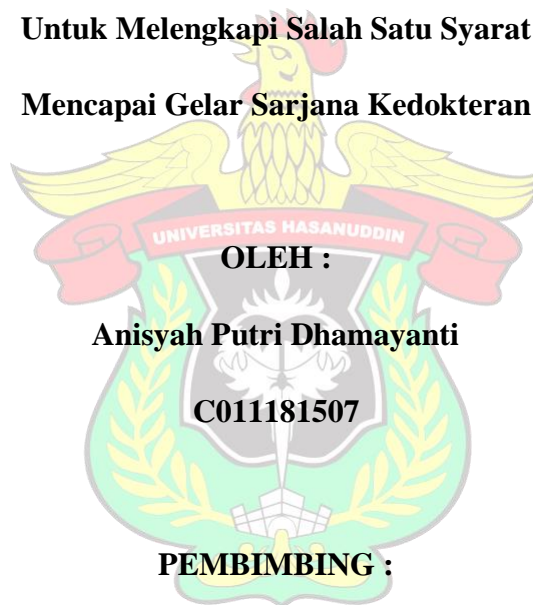 Untuk Melengkapi Salah Satu Syarat
Mencapai Gelar Sarjana Kedokteran
UNIVERSITAS HASANUDDIN
OLEH :
Anisyah Putri Dhamayanti
C011181507
PEMBIMBING :